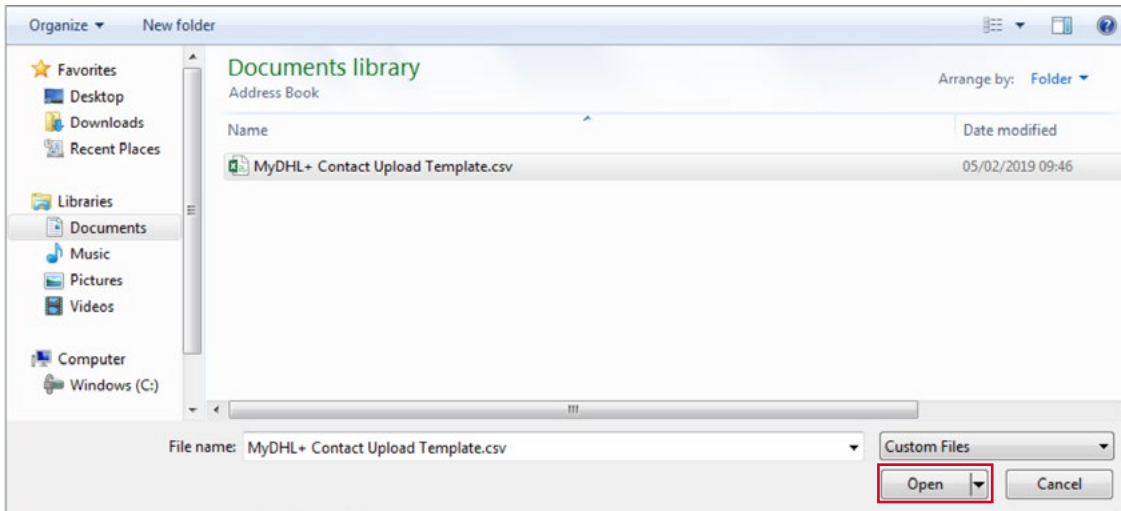 Organize New folder
Favorites
Desktop
Downloads
Recent Places
Libraries
Documents
Music
Pictures
Videos
Computer
Windows (C:)
Documents library
Address Book
Arrange by: Folder
Name Date modified
MyDHL+ Contact Upload Template.csv 05/02/2019 09:46
File name: MyDHL+ Contact Upload Template.csv Custom Files
Open Cancel